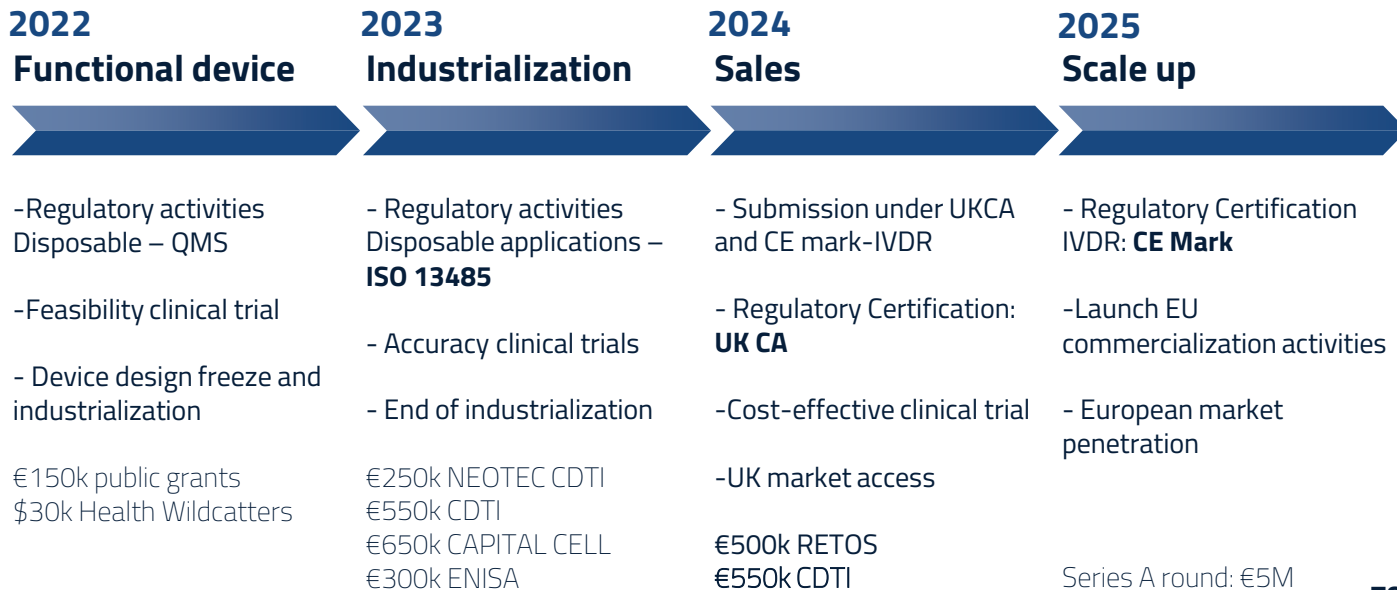 2022
Functional device
-Regulatory activities
Disposable – QMS
-Feasibility clinical trial
- Device design freeze and
industrialization
€150k public grants
$30k Health Wildcatters
2023
Industrialization
- Regulatory activities
Disposable applications –
ISO 13485
- Accuracy clinical trials
- End of industrialization
€250k NEOTEC CDTI
€550k CDTI
€650k CAPITAL CELL
€300k ENISA
2024
Sales
- Submission under UKCA
and CE mark-IVDR
- Regulatory Certification:
UK CA
-Cost-effective clinical trial
-UK market access
€500k RETOS
€550k CDTI
2025
Scale up
- Regulatory Certification
IVDR: CE Mark
-Launch EU
commercialization activities
- European market
penetration
Series A round: €5M